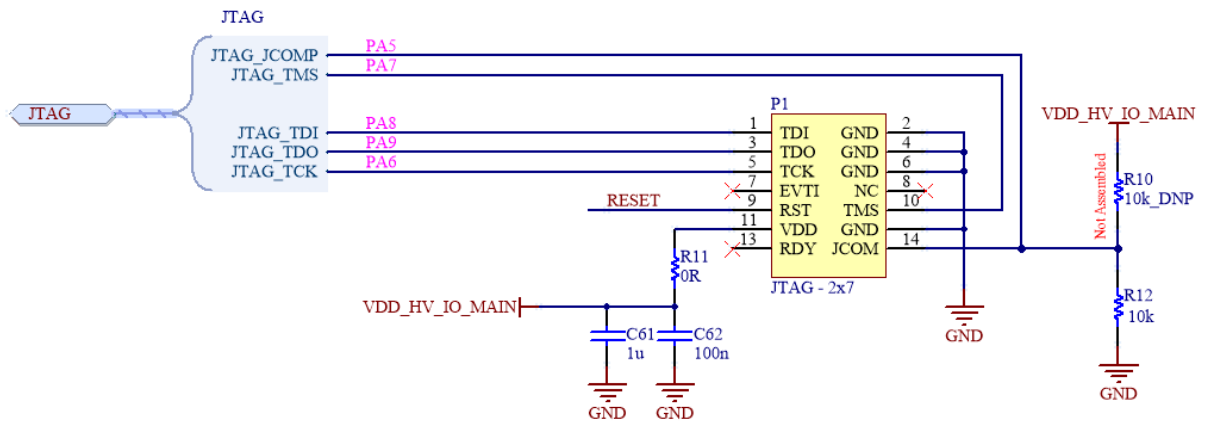 JTAG
JTAG_JCOMP PA5
JTAG_TMS PA7
JTAG
JTAG_TDI PA8
JTAG_TDO PA9
JTAG_TCK PA6
P1
1 TDI GND 2
3 TDO GND 4
5 TCK GND 6
7 EVTI NC 8
RESET 9 RST TMS 10
11 VDD GND
13 RDY JCOM 14
JTAG - 2x7
VDD_HV_IO_MAIN
R10
10k_DNP
Not Assembled
R11
0R
VDD_HV_IO_MAIN
C61
1u
C62
100n
R12
10k
GND
GND
GND
GND